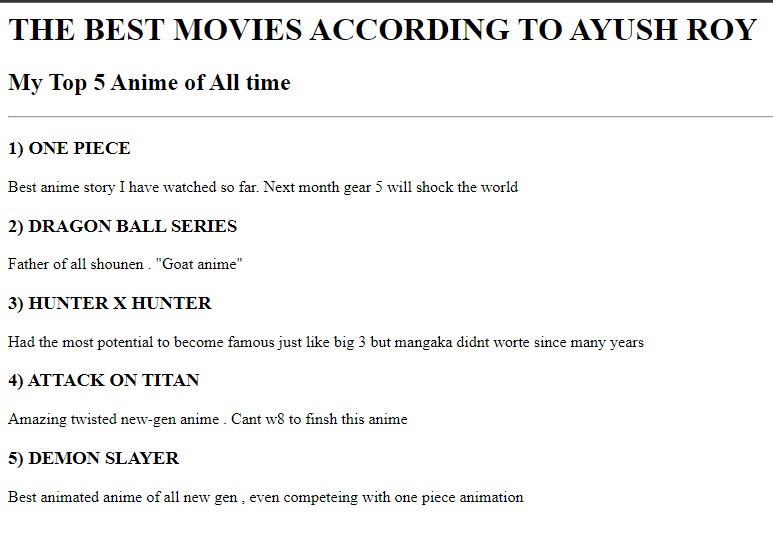 THE BEST MOVIES ACCORDING TO AYUSH ROY
My Top 5 Anime of All time
1) ONE PIECE
Best anime story I have watched so far. Next month gear 5 will shock the world
2) DRAGON BALL SERIES
Father of all shounen . "Goat anime"
3) HUNTER X HUNTER
Had the most potential to become famous just like big 3 but mangaka didnt worte since many years
4) ATTACK ON TITAN
Amazing twisted new-gen anime . Cant w8 to finsh this anime
5) DEMON SLAYER
Best animated anime of all new gen , even competeing with one piece animation